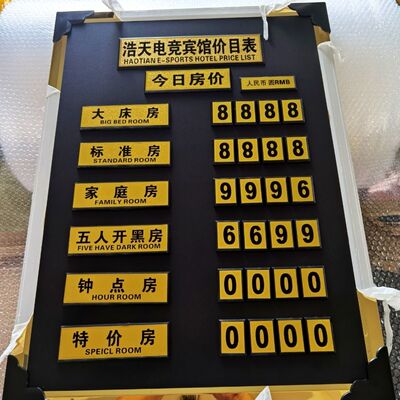 浩天电竞宾馆价目表
HAOTIAN E-SPORTS HOTEL PRICE LIST
今日房价 人民币 圆RMB
大床房 8888
BIG BED ROOM
标准房 8888
STANDARD ROOM
家庭房 9996
FAMILY ROOM
五人开黑房 6699
FIVE HAVE DARK ROOM
钟点房 0000
HOUR ROOM
特价房 0000
SPEICL ROOM